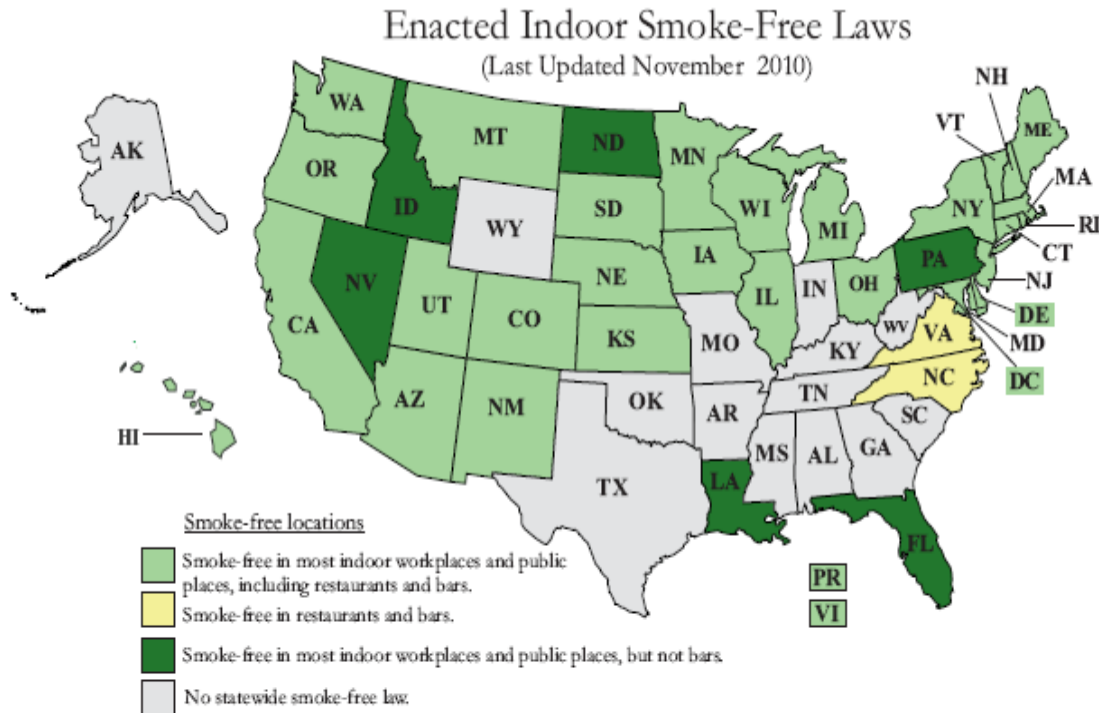 Enacted Indoor Smoke-Free Laws
(Last Updated November 2010)
NH
WA
VT
ME
AK
MT
ND
MN
OR
MA
ID
SD
WI
NY
WY
MI
RI
CT
IA
PA
NV
NE
NJ
OH
IN
IL
UT
CO
DE
CA
WV
VA
KS
MO
MD
KY
DC
NC
TN
AZ
OK
NM
AR
SC
HI
MS
AL
GA
TX
LA
FL
Smoke-free locations
Smoke-free in most indoor workplaces and public
places, including restaurants and bars.
PR
Smoke-free in restaurants and bars.
VI
Smoke-free in most indoor workplaces and public places, but not bars.
No statewide smoke-free law.